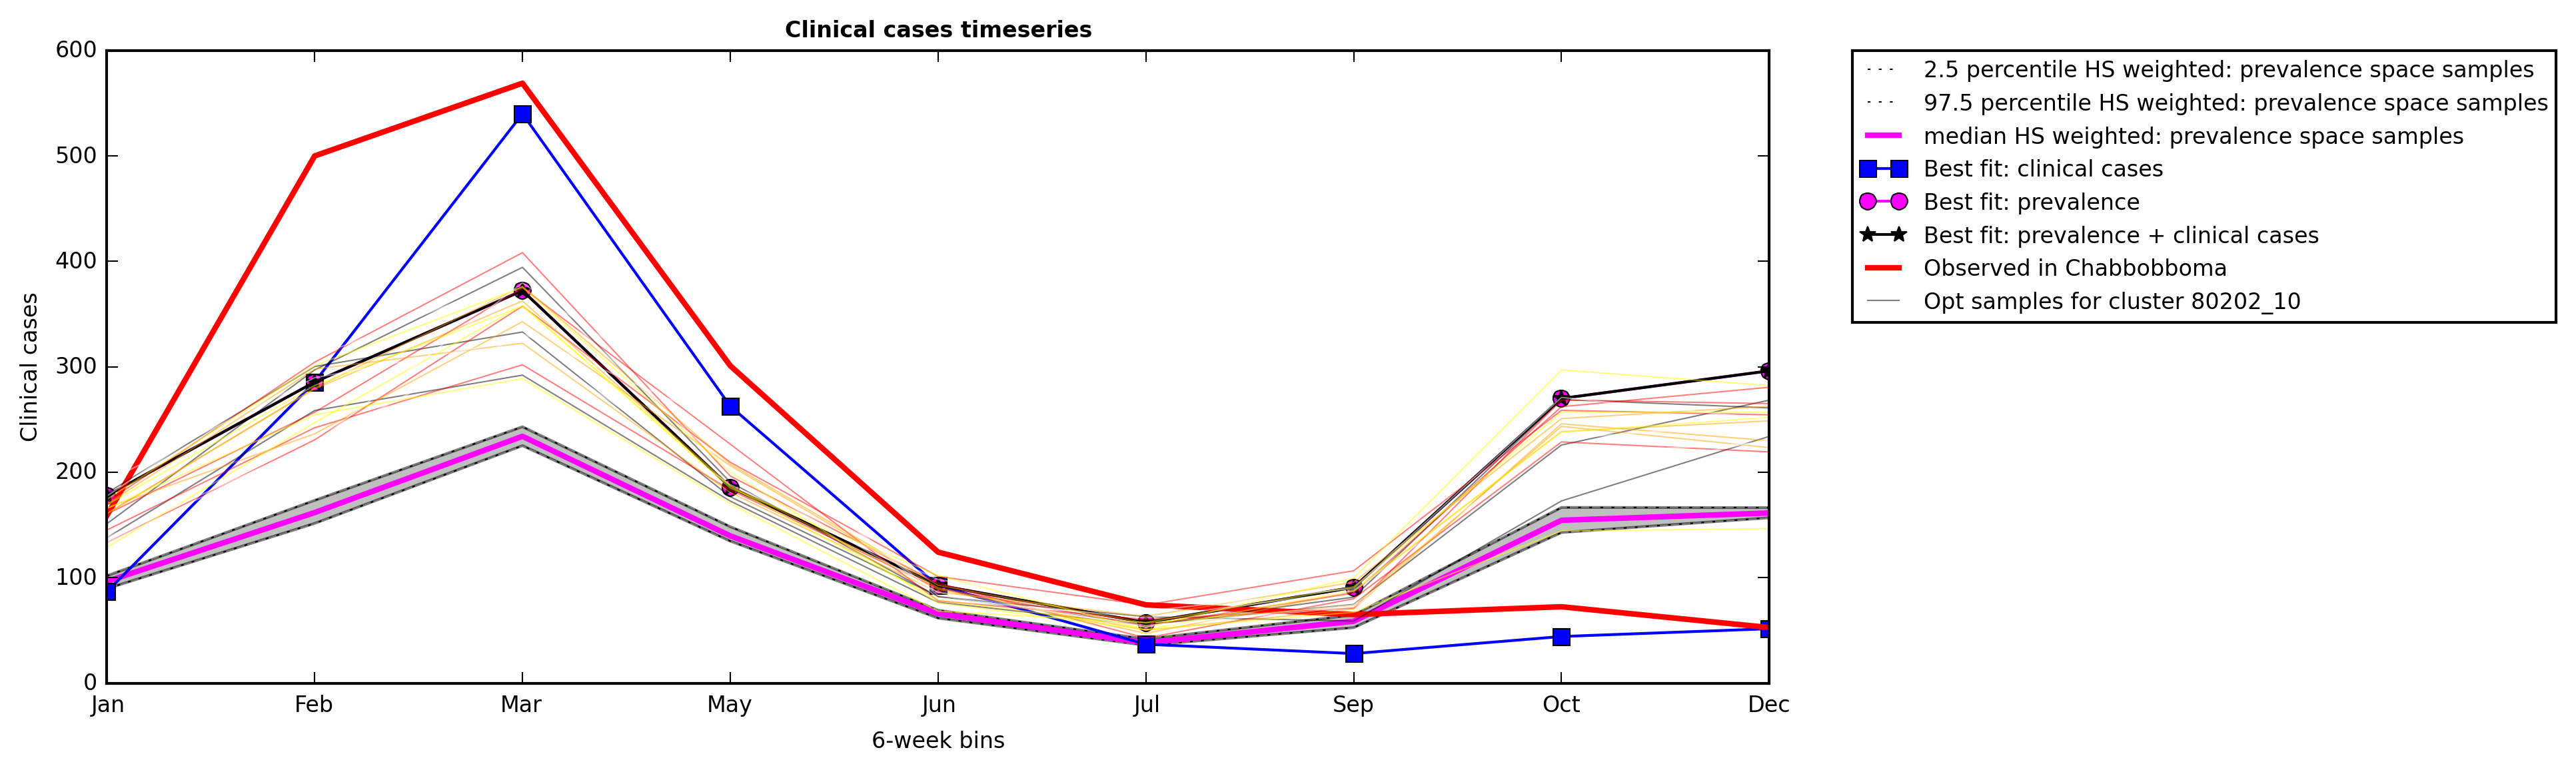 Clinical cases timeseries
600
500
400
300
200
100
0
Clinical cases
Jan Feb Mar May Jun Jul Sep Oct Dec
6-week bins
2.5 percentile HS weighted: prevalence space samples
97.5 percentile HS weighted: prevalence space samples
median HS weighted: prevalence space samples
Best fit: clinical cases
Best fit: prevalence
Best fit: prevalence + clinical cases
Observed in Chabbobboma
Opt samples for cluster 80202_10